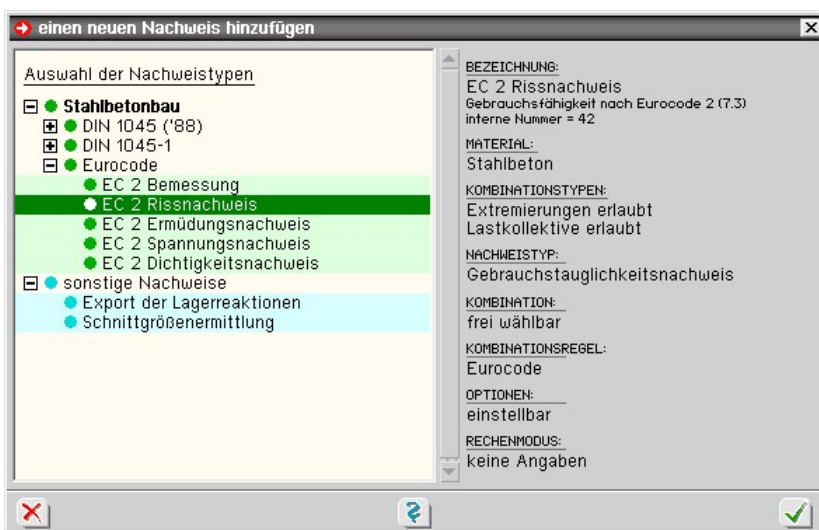 einen neuen Nachweis hinzufügen
Auswahl der Nachweistypen
Stahlbetonbau
DIN 1045 ('88)
DIN 1045-1
Eurocode
EC 2 Bemessung
EC 2 Rissnachweis
EC 2 Ermüdungsnachweis
EC 2 Spannungsnachweis
EC 2 Dichtigkeitsnachweis
sonstige Nachweise
Export der Lagerreaktionen
Schnittgrößenermittlung
BEZEICHNUNG:
EC 2 Rissnachweis
Gebrauchsfähigkeit nach Eurocode 2 (7.3)
interne Nummer = 42
MATERIAL:
Stahlbeton
KOMBINATIONSTYPEN:
Extremierungen erlaubt
Lastkollektive erlaubt
NACHWEISTYP:
Gebrauchstauglichkeitsnachweis
KOMBINATION:
frei wählbar
KOMBINATIONSREGEL:
Eurocode
OPTIONEN:
einstellbar
RECHENMODUS:
keine Angaben